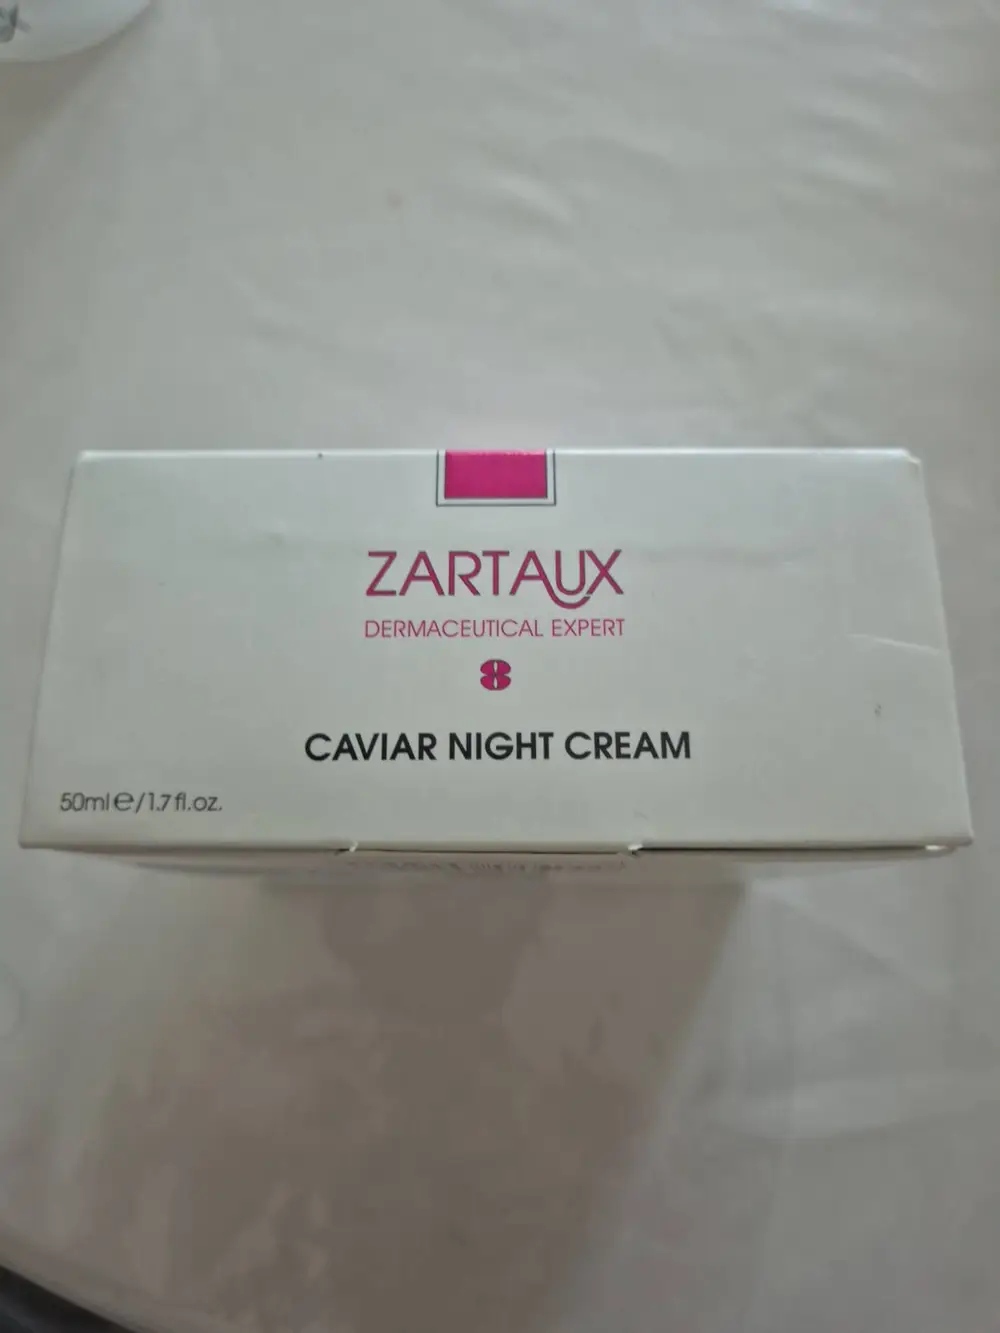 ZARTAUX
DERMACEUTICAL EXPERT
8
CAVIAR NIGHT CREAM
50ml℮/1.7 fl.oz.